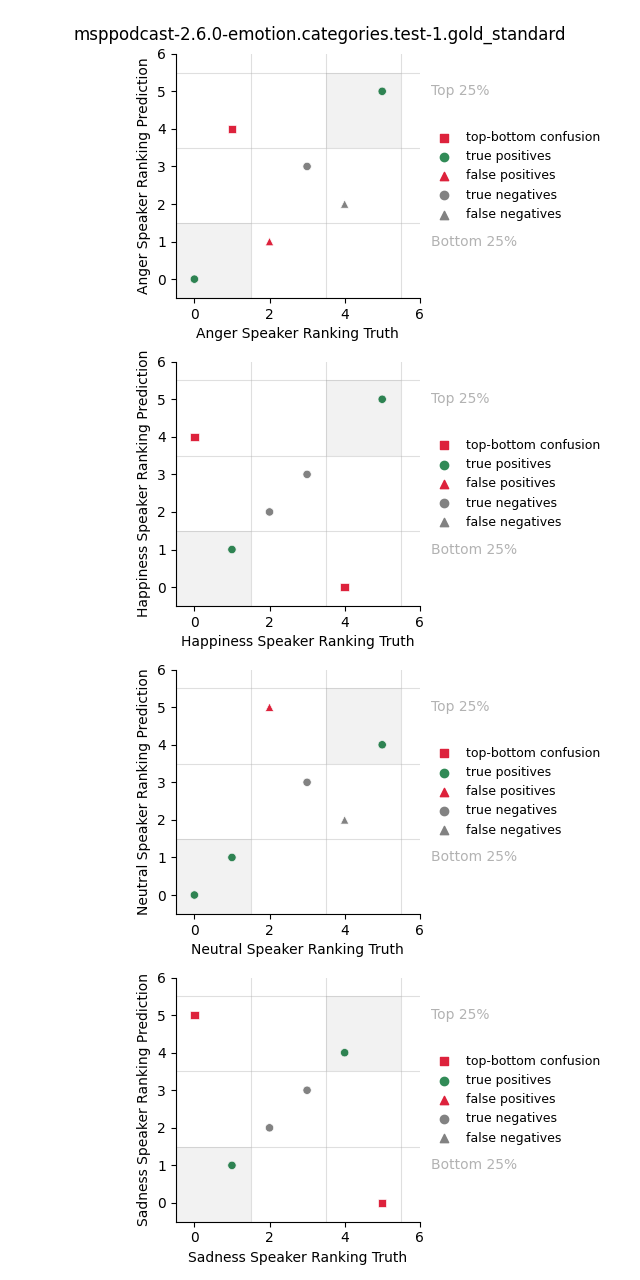 msppodcast-2.6.0-emotion.categories.test-1.gold_standard
6
5
4
3
2
1
0
Anger Speaker Ranking Prediction
0 2 4 6
Anger Speaker Ranking Truth
Top 25%
top-bottom confusion
true positives
false positives
true negatives
false negatives
Bottom 25%
6
5
4
3
2
1
0
Happiness Speaker Ranking Prediction
0 2 4 6
Happiness Speaker Ranking Truth
Top 25%
top-bottom confusion
true positives
false positives
true negatives
false negatives
Bottom 25%
6
5
4
3
2
1
0
Neutral Speaker Ranking Prediction
0 2 4 6
Neutral Speaker Ranking Truth
Top 25%
top-bottom confusion
true positives
false positives
true negatives
false negatives
Bottom 25%
6
5
4
3
2
1
0
Sadness Speaker Ranking Prediction
0 2 4 6
Sadness Speaker Ranking Truth
Top 25%
top-bottom confusion
true positives
false positives
true negatives
false negatives
Bottom 25%